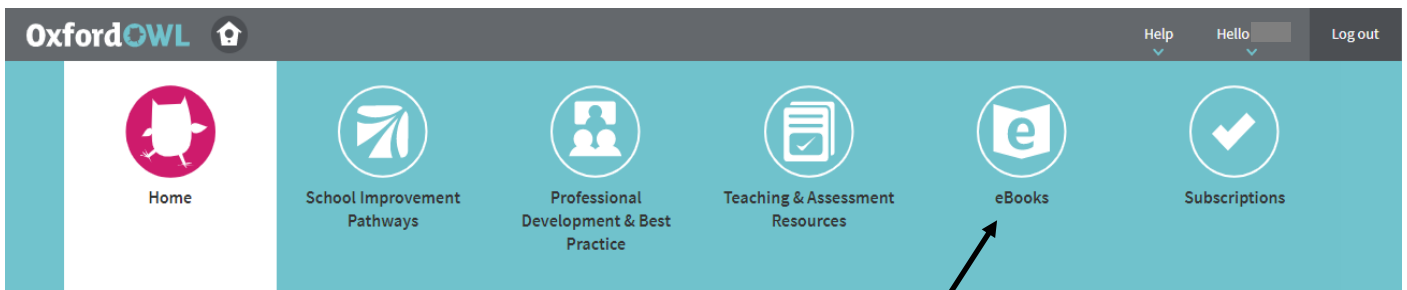 OxfordOWL
Help
Hello
Log out
Home
School Improvement
Pathways
Professional
Development & Best
Practice
Teaching & Assessment
Resources
e
eBooks
Subscriptions